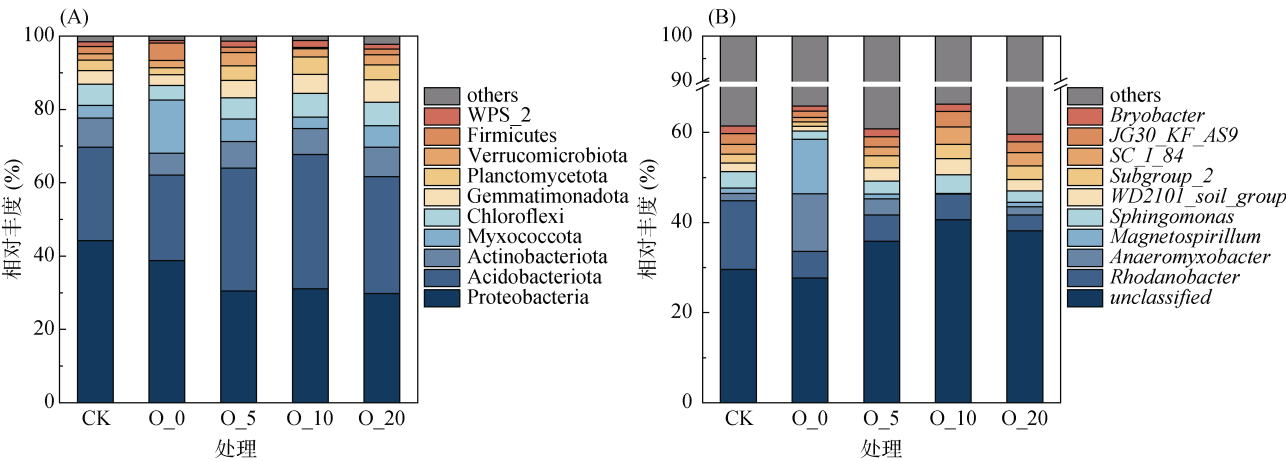 (A)
100
80
60
40
20
0
相对丰度 (%)
CK O_0 O_5 O_10 O_20
处理
others
WPS_2
Firmicutes
Verrucomicrobiota
Planctomycetota
Gemmatimonadota
Chloroflexi
Myxococcota
Actinobacteriota
Acidobacteriota
Proteobacteria
(B)
100
90
60
40
20
0
相对丰度 (%)
CK O_0 O_5 O_10 O_20
处理
others
Bryobacter
JG30_KF_AS9
SC_I_84
Subgroup_2
WD2101_soil_group
Sphingomonas
Magnetospirillum
Anaeromyxobacter
Rhodanobacter
unclassified